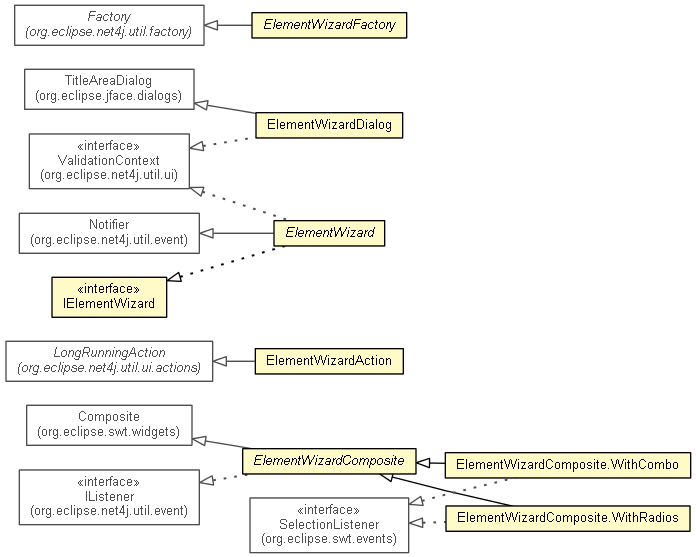 Factory
(org.eclipse.net4j.util.factory)
ElementWizardFactory
TitleAreaDialog
(org.eclipse.jface.dialogs)
ElementWizardDialog
«interface»
ValidationContext
(org.eclipse.net4j.util.ui)
Notifier
(org.eclipse.net4j.util.event)
ElementWizard
«interface»
IElementWizard
LongRunningAction
(org.eclipse.net4j.util.ui.actions)
ElementWizardAction
Composite
(org.eclipse.swt.widgets)
ElementWizardComposite
ElementWizardComposite.WithCombo
«interface»
IListener
(org.eclipse.net4j.util.event)
«interface»
SelectionListener
(org.eclipse.swt.events)
ElementWizardComposite.WithRadios